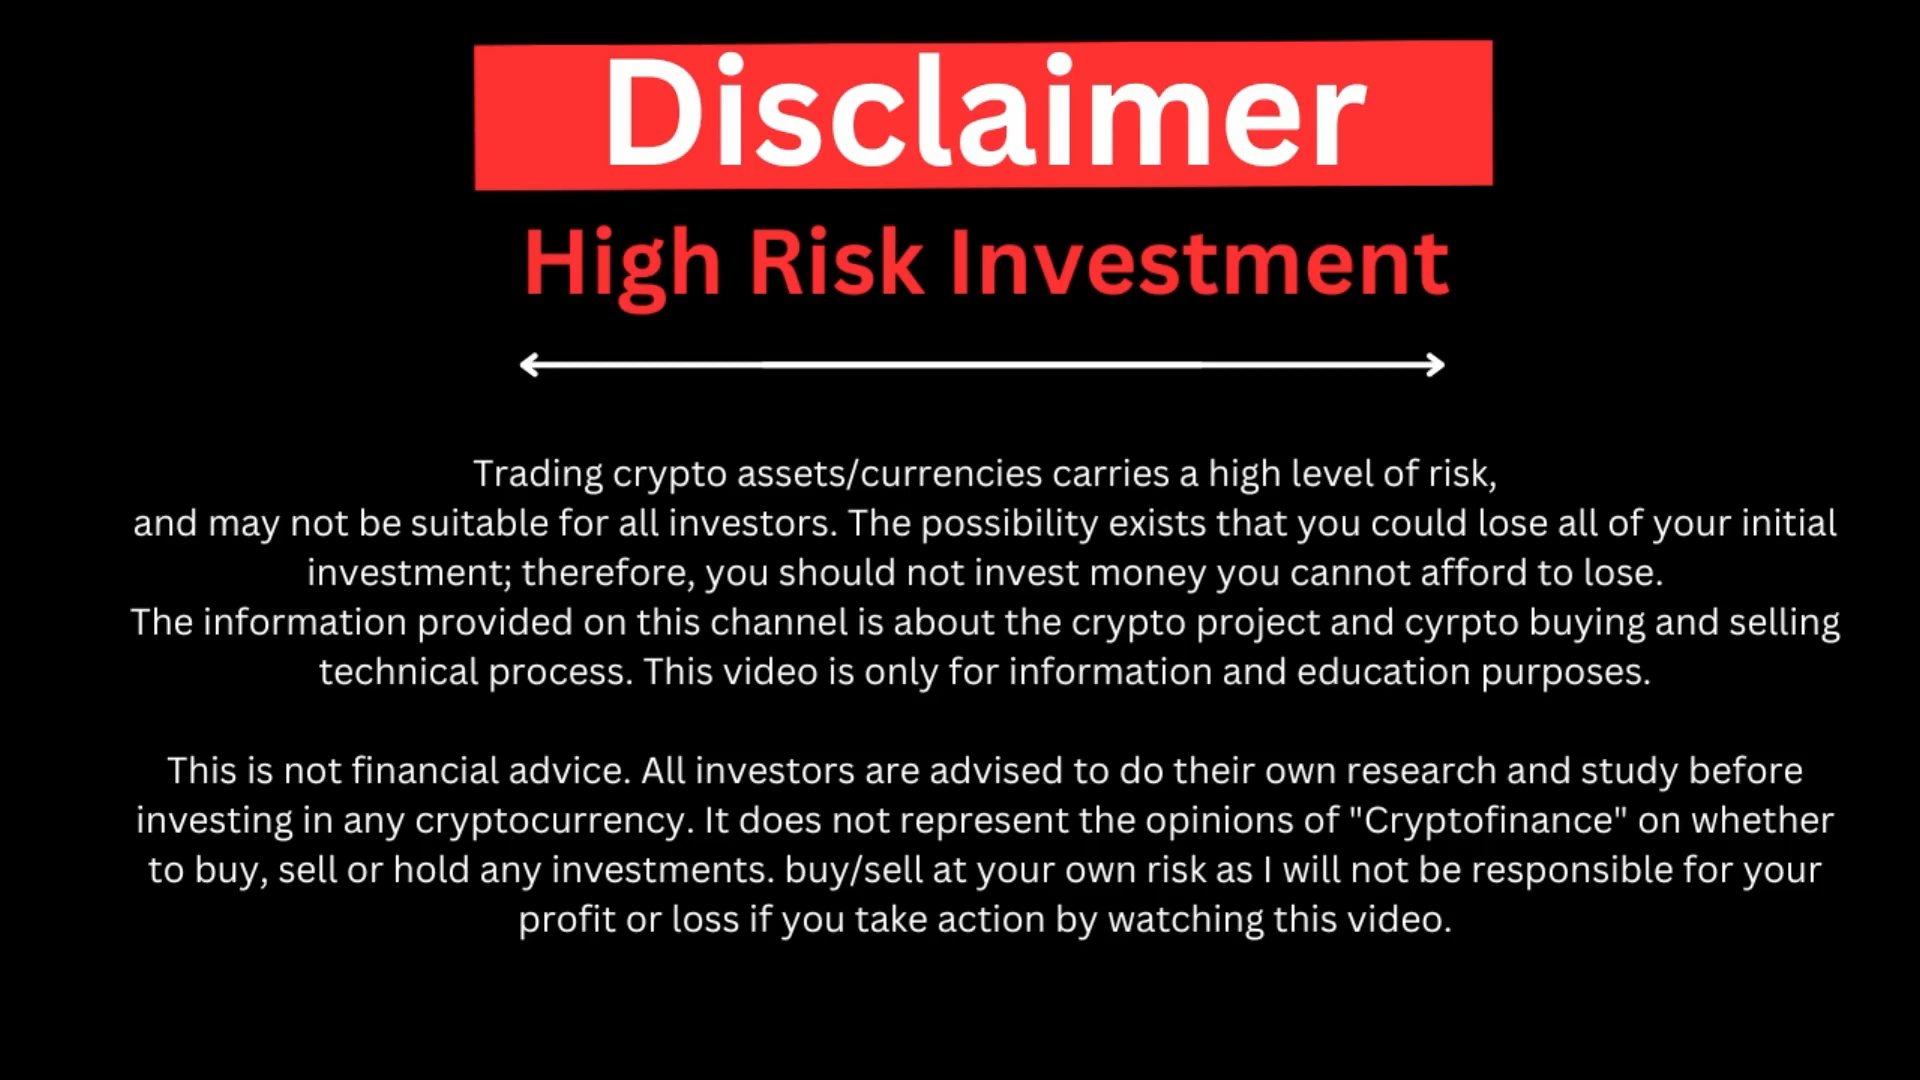 Disclaimer
High Risk Investment
Trading crypto assets/currencies carries a high level of risk,
and may not be suitable for all investors. The possibility exists that you could lose all of your initial
investment; therefore, you should not invest money you cannot afford to lose.
The information provided on this channel is about the crypto project and cyrpto buying and selling
technical process. This video is only for information and education purposes.
This is not financial advice. All investors are advised to do their own research and study before
investing in any cryptocurrency. It does not represent the opinions of "Cryptofinance" on whether
to buy, sell or hold any investments. buy/sell at your own risk as I will not be responsible for your
profit or loss if you take action by watching this video.